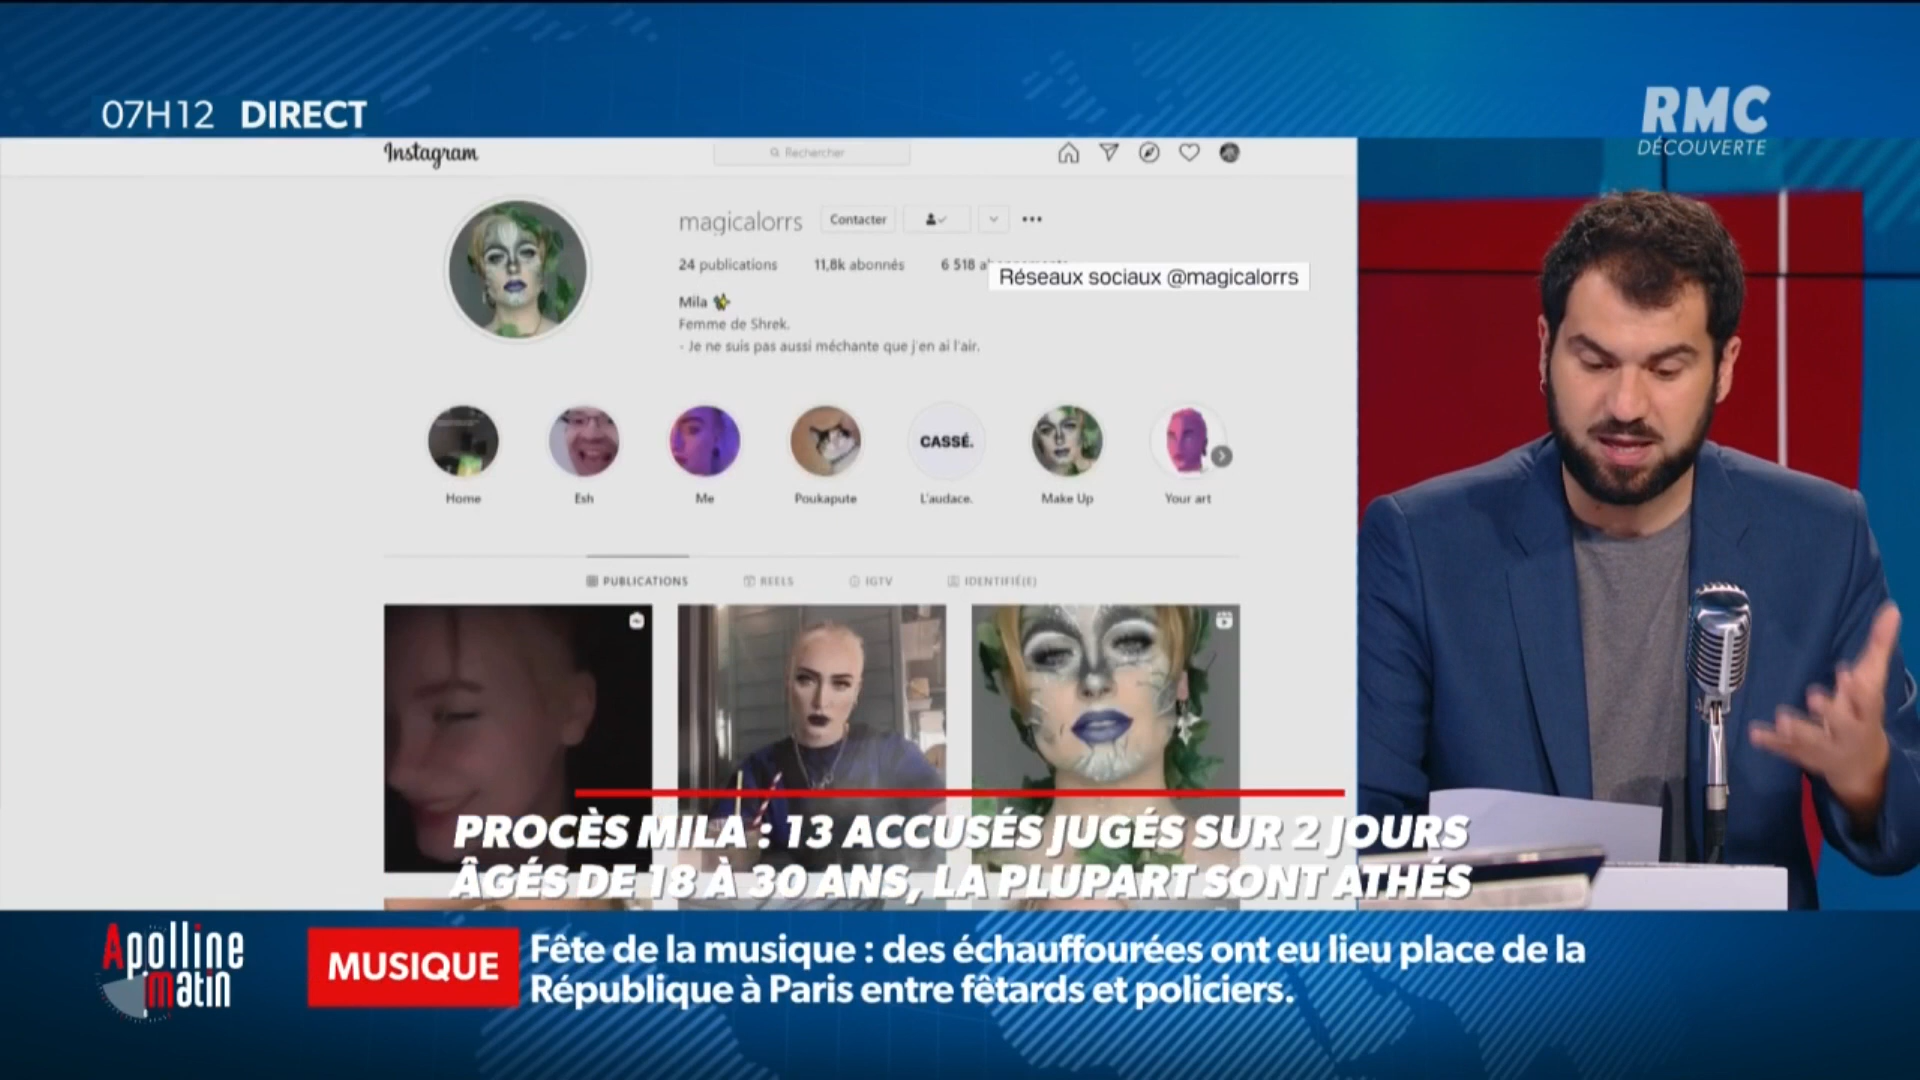 07H12 DIRECT
RMC
DÉCOUVERTE
Instagram
Rechercher
magicalorrs
Contacter
24 publications
11,8k abonnés
6 518
Réseaux sociaux @magicalorrs
Mila
Femme de Shrek.
- Je ne suis pas aussi méchante que j'en ai l'air.
CASSÉ.
Home
Esh
Me
Poukapute
L'audace.
Make Up
Your art
PUBLICATIONS
REELS
IGTV
IDENTIFIÉ(E)
PROCÈS MILA : 13 ACCUSÉS JUGÉS SUR 2 JOURS
ÂGÉS DE 18 À 30 ANS, LA PLUPART SONT ATHÉS
Apolline
matin
MUSIQUE
Fête de la musique : des échauffourées ont eu lieu place de la
République à Paris entre fêtards et policiers.